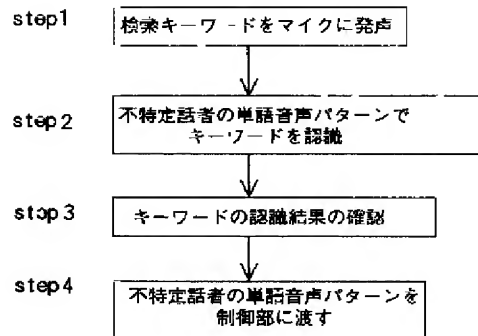 step1
検索キーワードをマイクに発声
step2
不特定話者の単語音声パターンで
キーワードを認識
step3
キーワードの認識結果の確認
step4
不特定話者の単語音声パターンを
制御部に渡す